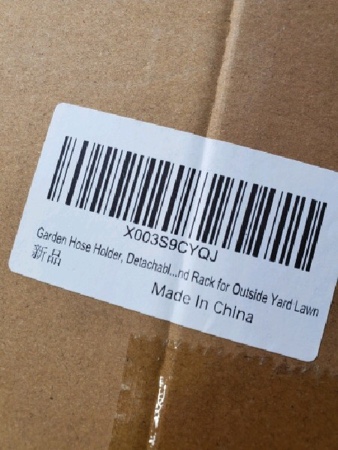 X003S9CYQJ
Garden Hose Holder, Detachabl...nd Rack for Outside Yard Lawn
新品
Made In China